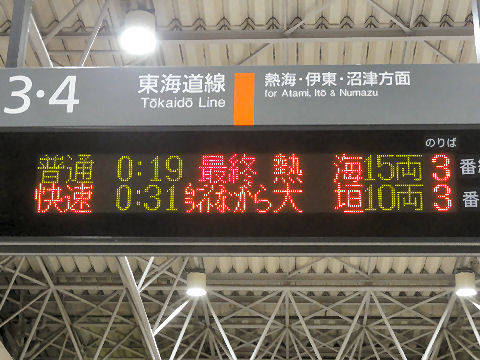 3・4 東海道線 熱海・伊東・沼津方面
Tōkaidō Line for Atami, Itō & Numazu
のりば
普通 0:19 最終 熱 海 15両 3 番線
快速 0:31 ムーンライトながら 大 垣 10両 3 番線